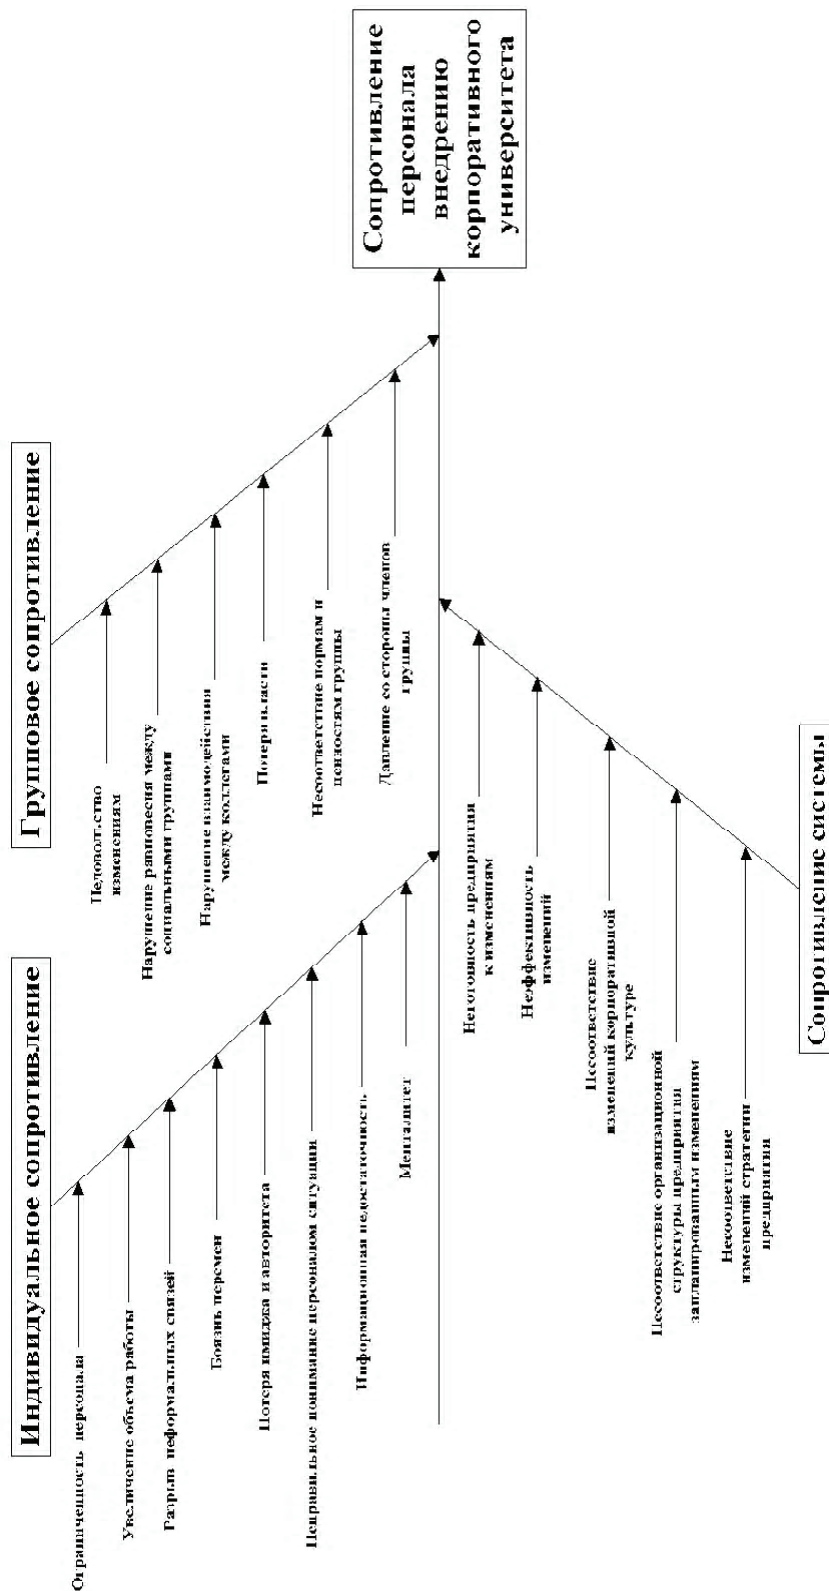 Индивидуальное сопротивление
Ограниченность персонала
Увеличение объема работы
Разрыв неформальных связей
Боязнь перемен
Потеря имиджа и авторитета
Неправильное понимание персоналом ситуации
Информационная недостаточность
Менталитет
Групповое сопротивление
Недовольство
изменениям
Нарушение равновесия между
социальными группами
Нарушение взаимодействия
между коллегами
Потеря власти
Несоответствие нормам и
ценностям группы
Давление со стороны членов
группы
Сопротивление
персонала
внедрению
корпоративного
университета
Неготовность предприятия
к изменениям
Неэффективность
изменений
Несоответствие
изменений корпоративной
культуре
Несоответствие организационной
структуры предприятия
запланированным изменениям
Несоответствие
изменений стратегии
предприятия
Сопротивление системы